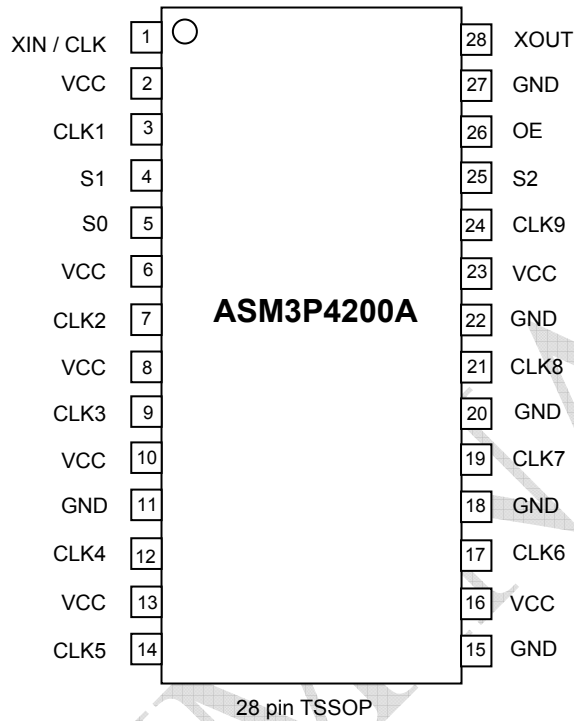 XIN / CLK 1 28 XOUT
VCC 2 27 GND
CLK1 3 26 OE
S1 4 25 S2
S0 5 24 CLK9
VCC 6 23 VCC
CLK2 7 ASM3P4200A 22 GND
VCC 8 21 CLK8
CLK3 9 20 GND
VCC 10 19 CLK7
GND 11 18 GND
CLK4 12 17 CLK6
VCC 13 16 VCC
CLK5 14 15 GND
28 pin TSSOP